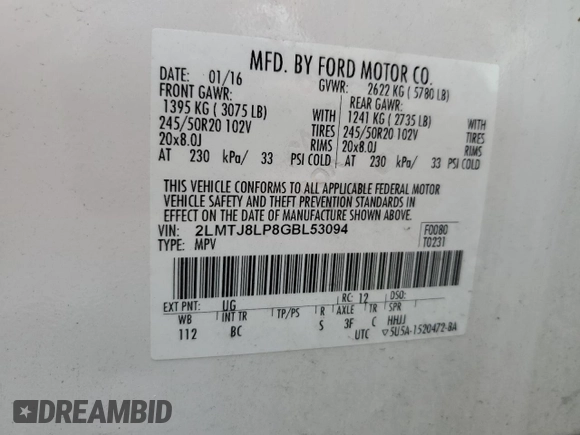 MFD. BY FORD MOTOR CO.
DATE: 01/16 GVWR: 2622 KG ( 5780 LB)
FRONT GAWR: REAR GAWR:
1395 KG ( 3075 LB) WITH 1241 KG ( 2735 LB) WITH
245/50R20 102V TIRES 245/50R20 102V TIRES
20x8.0J RIMS 20x8.0J RIMS
AT 230 kPa/ 33 PSI COLD AT 230 kPa/ 33 PSI COLD
THIS VEHICLE CONFORMS TO ALL APPLICABLE FEDERAL MOTOR
VEHICLE SAFETY AND THEFT PREVENTION STANDARDS IN
EFFECT ON THE DATE OF MANUFACTURE SHOWN ABOVE.
VIN: 2LMTJ8LP8GBL53094 F0080
TYPE: MPV T0231
EXT PNT: UG RC: 12 DSO:
WB INT TR TP/PS R AXLE TR SPR
112 BC S 3F C HHJJ
UTC ▽5U5A-1520472-BA
DREAMBID